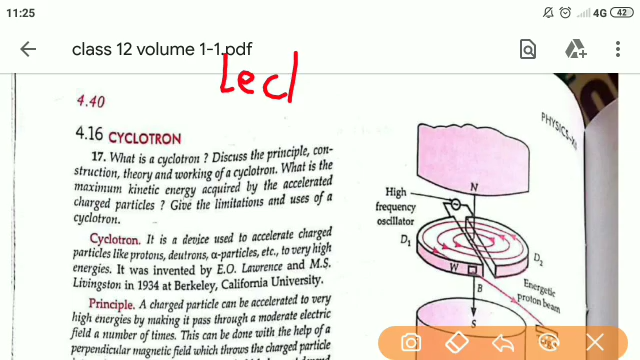 11:25
4G 42
class 12 volume 1-1.pdf
Lecl
4.40
PHYSICS-XII
4.16 CYCLOTRON
17. What is a cyclotron ? Discuss the principle, con-
struction, theory and working of a cyclotron. What is the
maximum kinetic energy acquired by the accelerated
charged particles ? Give the limitations and uses of a
cyclotron.
Cyclotron. It is a device used to accelerate charged
particles like protons, deutrons, α-particles, etc., to very high
energies. It was invented by E.O. Lawrence and M.S.
Livingston in 1934 at Berkeley, California University.
Principle. A charged particle can be accelerated to very
high energies by making it pass through a moderate electric
field a number of times. This can be done with the help of a
perpendicular magnetic field which throws the charged particle
N
High
frequency
oscillator
D1
D2
W
B
Energetic
proton beam
S